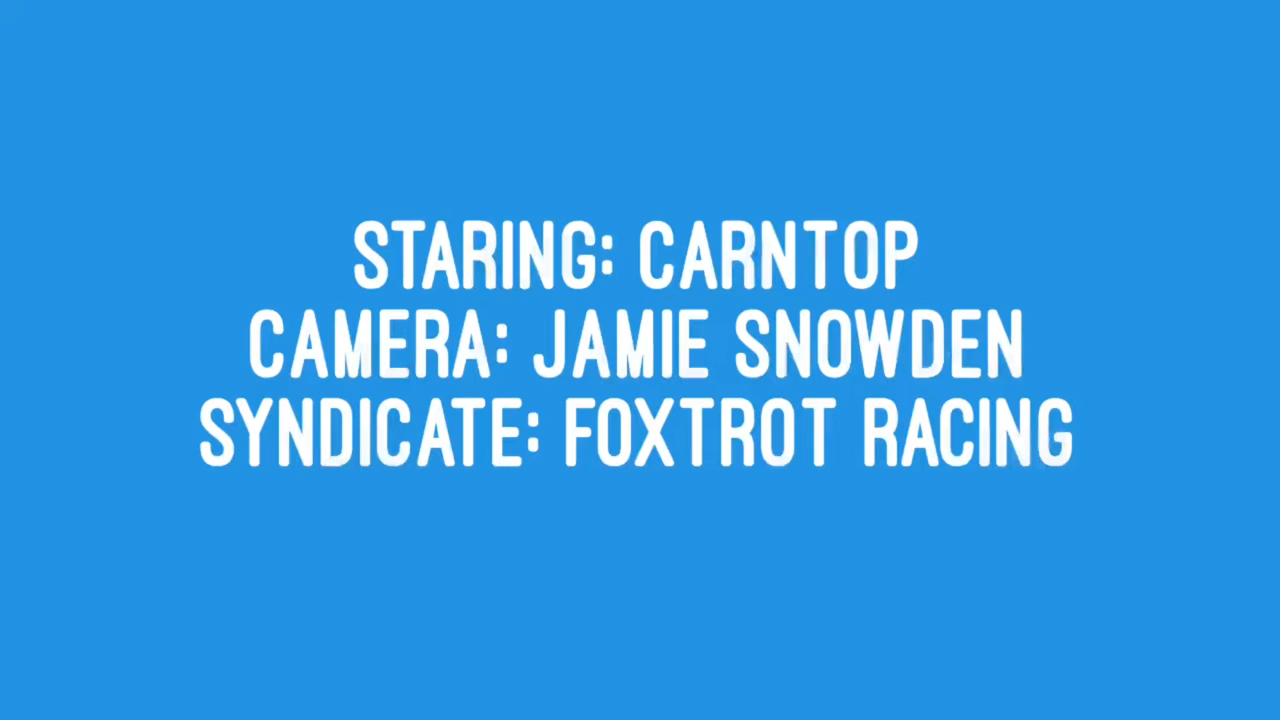 STARING: CARNTOP
CAMERA: JAMIE SNOWDEN
SYNDICATE: FOXTROT RACING